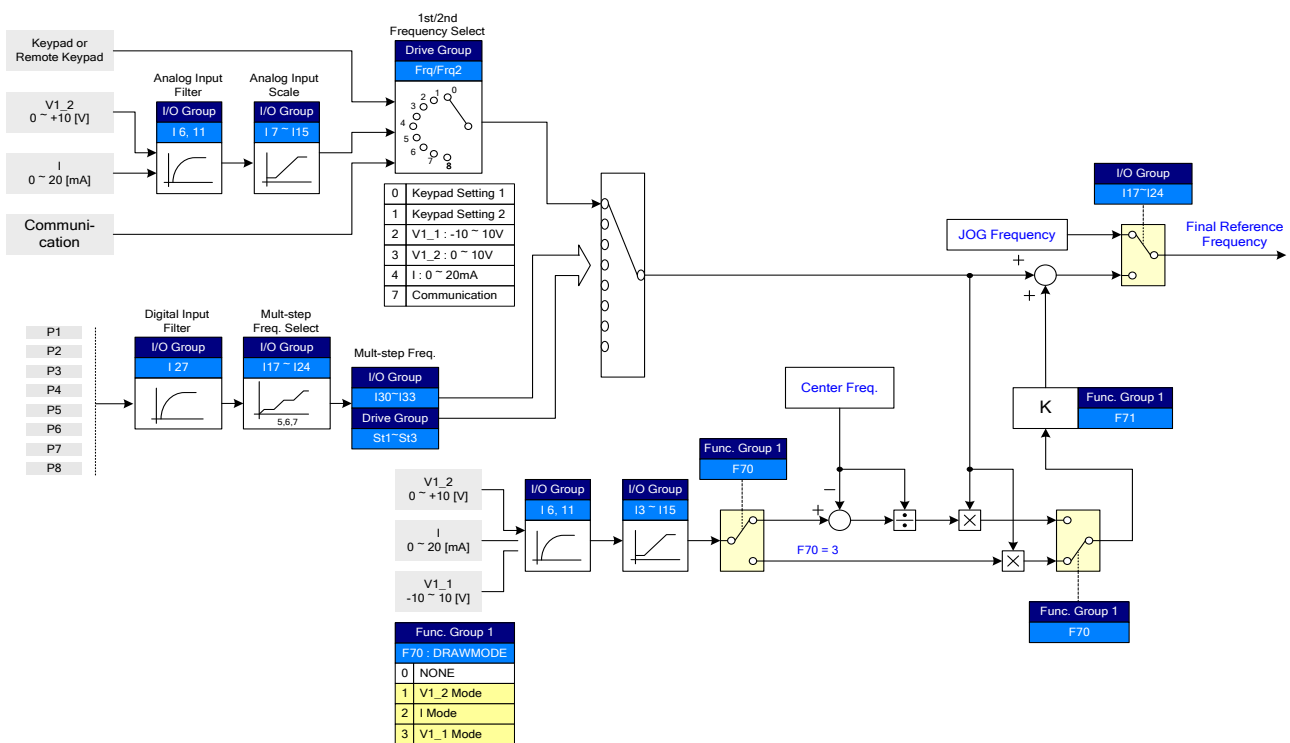 1st/2nd
Frequency Select
Drive Group
Frq/Frq2
0
1
2
3
4
5
6
7
8
Keypad or
Remote Keypad
Analog Input
Filter
I/O Group
I 6, 11
Analog Input
Scale
I/O Group
I 7 ~ I15
V1_2
0 ~ +10 [V]
I
0 ~ 20 [mA]
Communi-
cation
0 Keypad Setting 1
1 Keypad Setting 2
2 V1_1 : -10 ~ 10V
3 V1_2 : 0 ~ 10V
4 I : 0 ~ 20mA
7 Communication
I/O Group
I17~I24
JOG Frequency
Final Reference
Frequency
+
+
P1
P2
P3
P4
P5
P6
P7
P8
Digital Input
Filter
I/O Group
I 27
Mult-step
Freq. Select
I/O Group
I17 ~ I24
5,6,7
Mult-step Freq.
I/O Group
I30~I33
Drive Group
St1~St3
Center Freq.
K
Func. Group 1
F71
V1_2
0 ~ +10 [V]
I
0 ~ 20 [mA]
V1_1
-10 ~ 10 [V]
I/O Group
I 6, 11
I/O Group
I3 ~ I15
Func. Group 1
F70
−
+
÷
×
F70 = 3
×
Func. Group 1
F70
Func. Group 1
F70 : DRAWMODE
0 NONE
1 V1_2 Mode
2 I Mode
3 V1_1 Mode